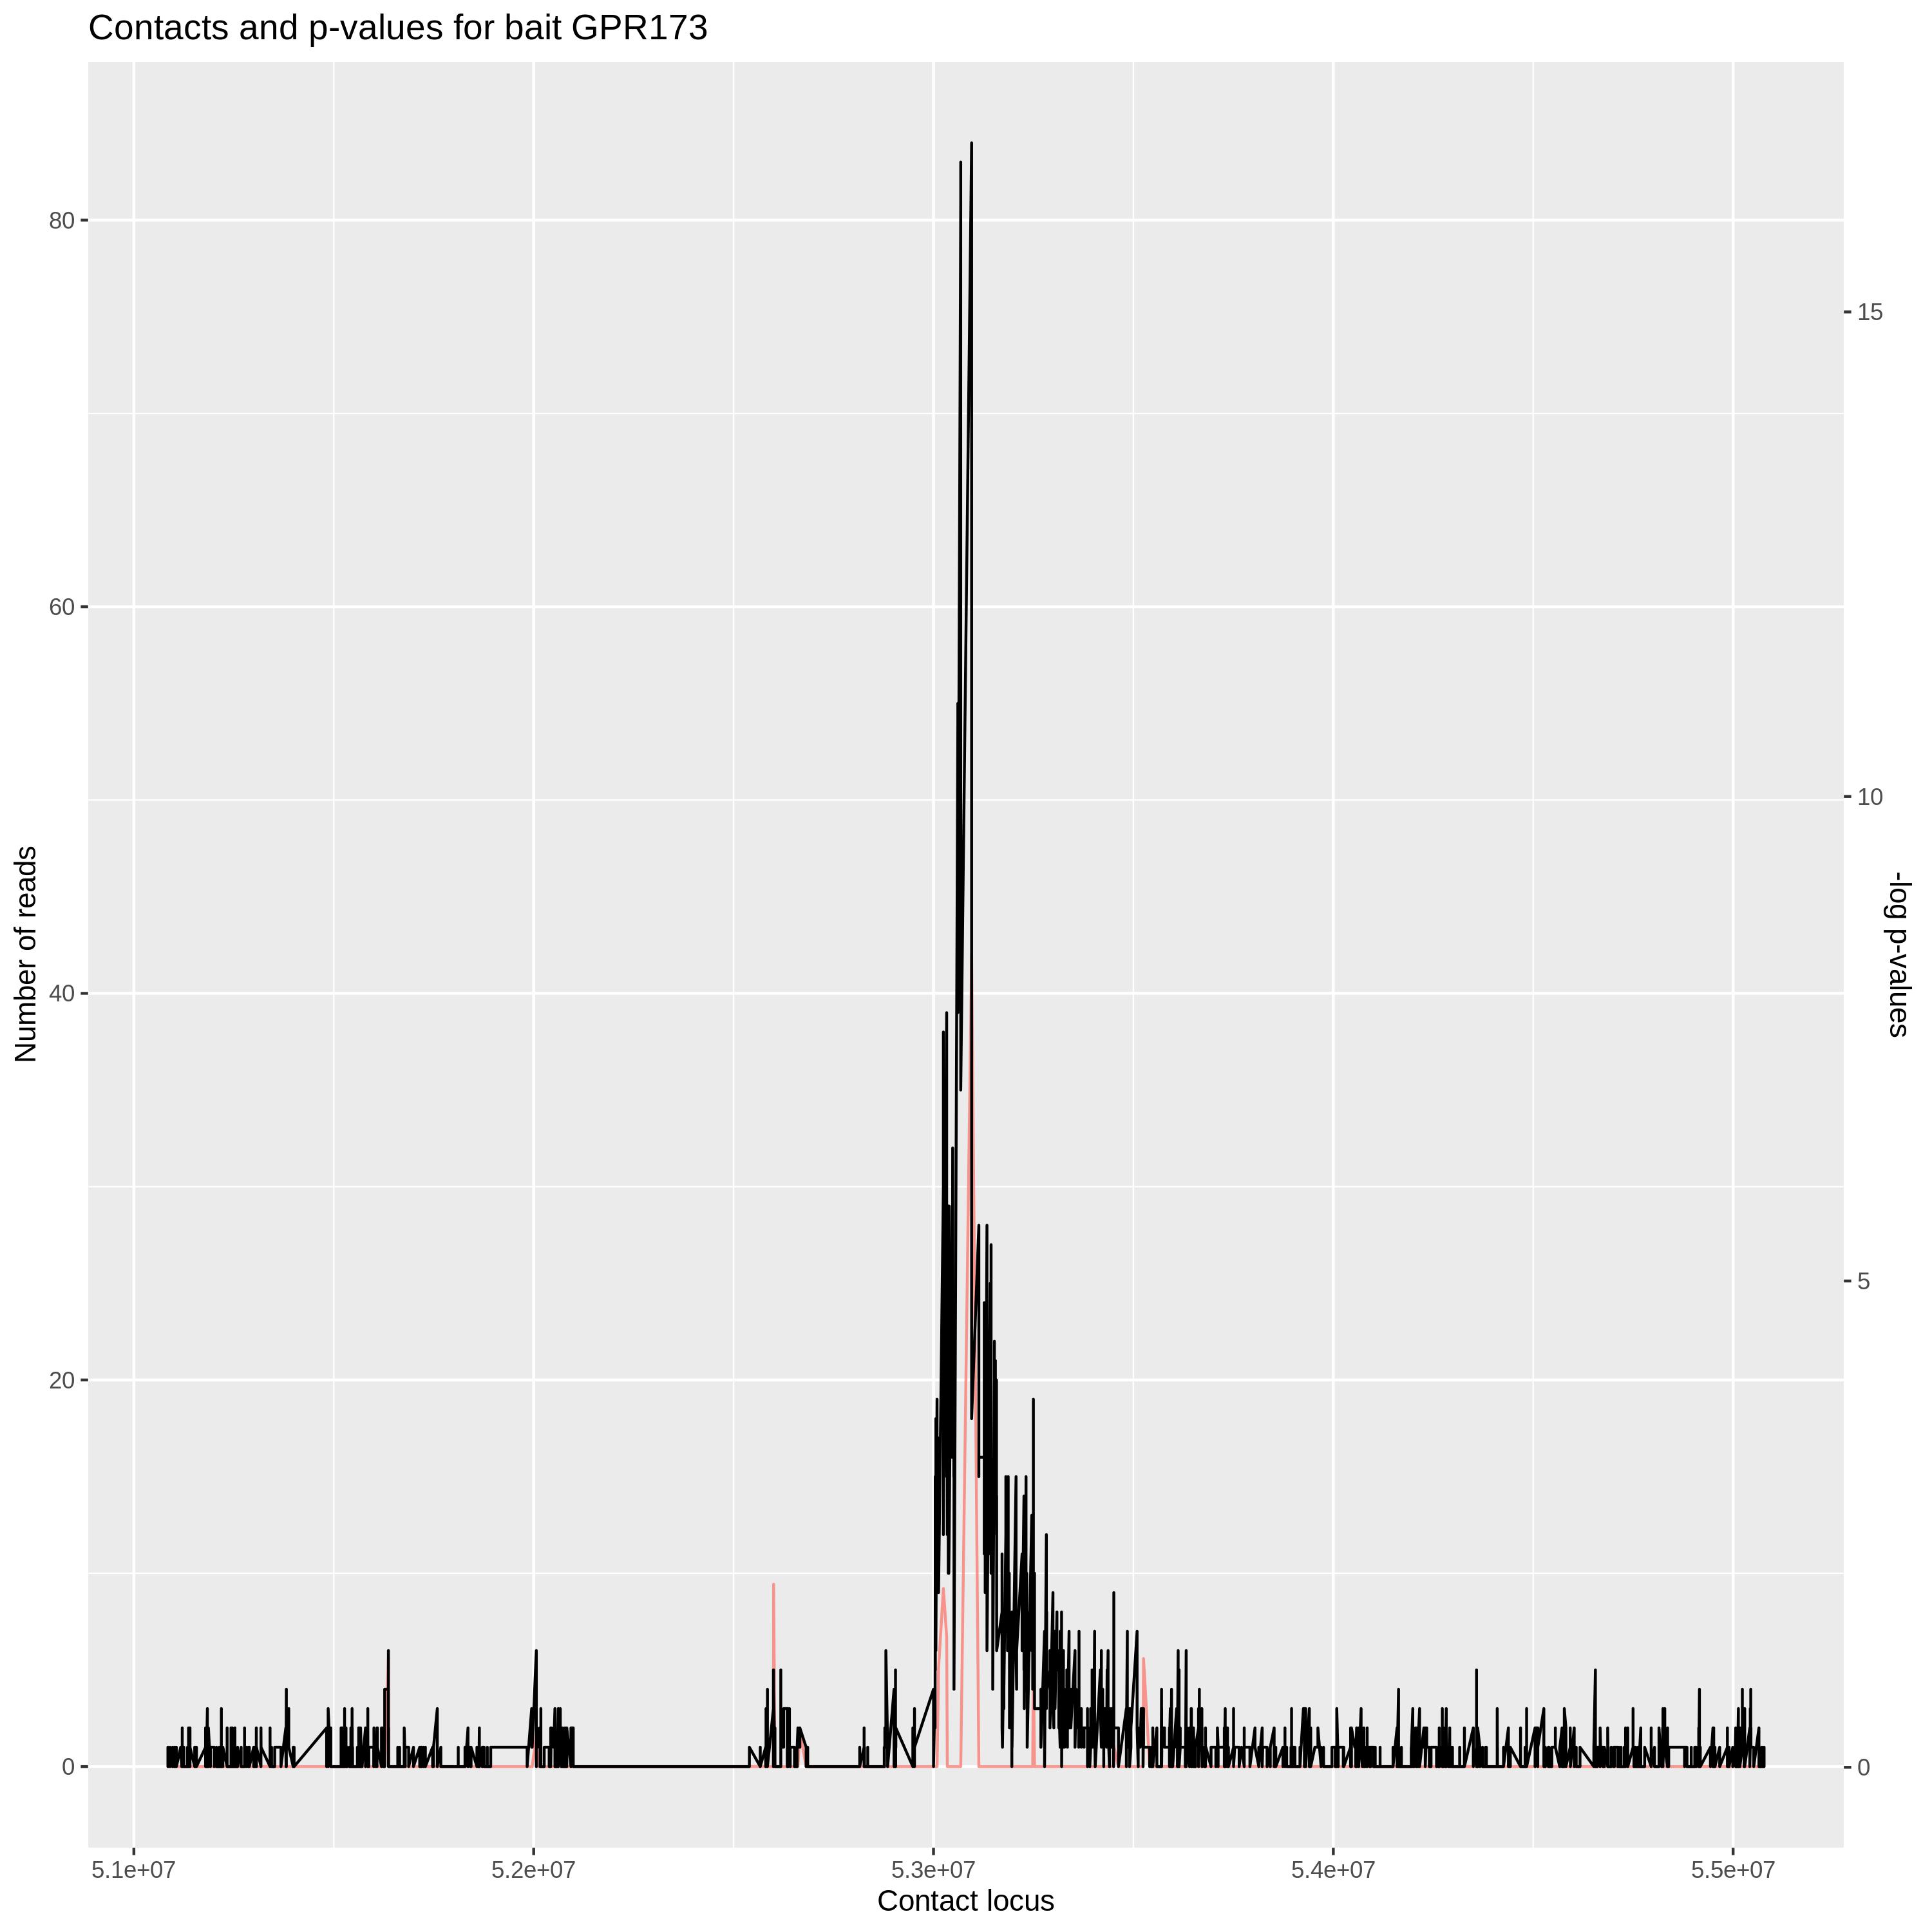 Contacts and p-values for bait GPR173
80
60
40
20
0
15
10
5
0
Number of reads
-log p-values
5.1e+07 5.2e+07 5.3e+07 5.4e+07 5.5e+07
Contact locus